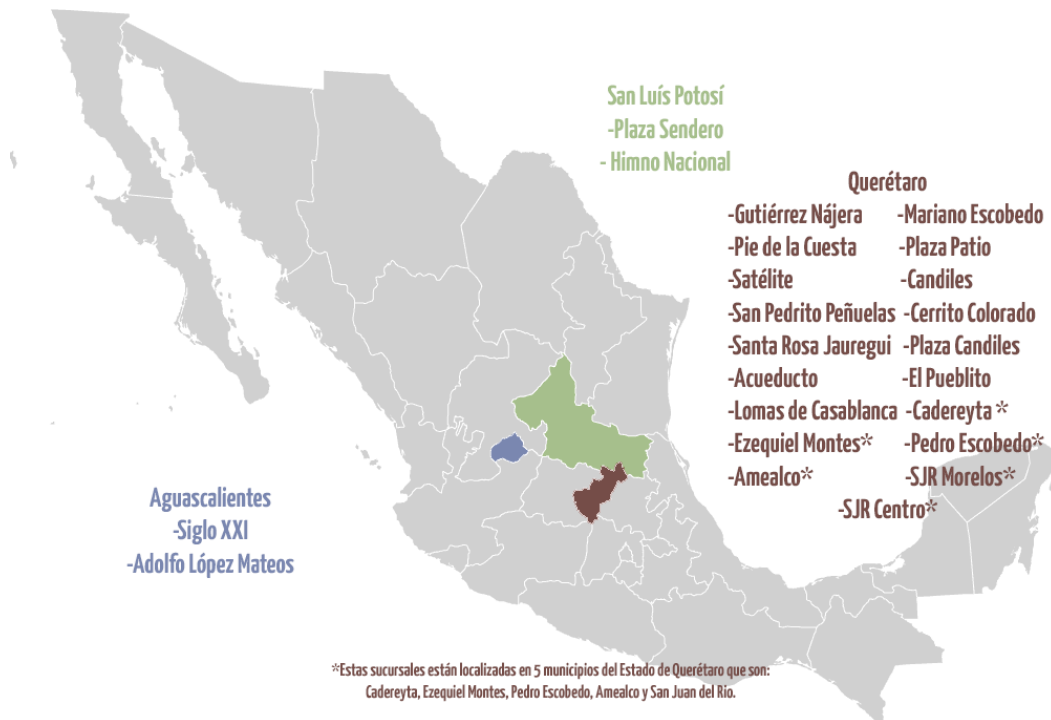 San Luís Potosí
-Plaza Sendero
- Himno Nacional
Querétaro
-Gutiérrez Nájera -Mariano Escobedo
-Pie de la Cuesta -Plaza Patio
-Satélite -Candiles
-San Pedrito Peñuelas -Cerrito Colorado
-Santa Rosa Jauregui -Plaza Candiles
-Acueducto -El Pueblito
-Lomas de Casablanca -Cadereyta *
-Ezequiel Montes* -Pedro Escobedo*
-Amealco* -SJR Morelos*
-SJR Centro*
Aguascalientes
-Siglo XXI
-Adolfo López Mateos
*Estas sucursales están localizadas en 5 municipios del Estado de Querétaro que son:
Cadereyta, Ezequiel Montes, Pedro Escobedo, Amealco y San Juan del Rio.